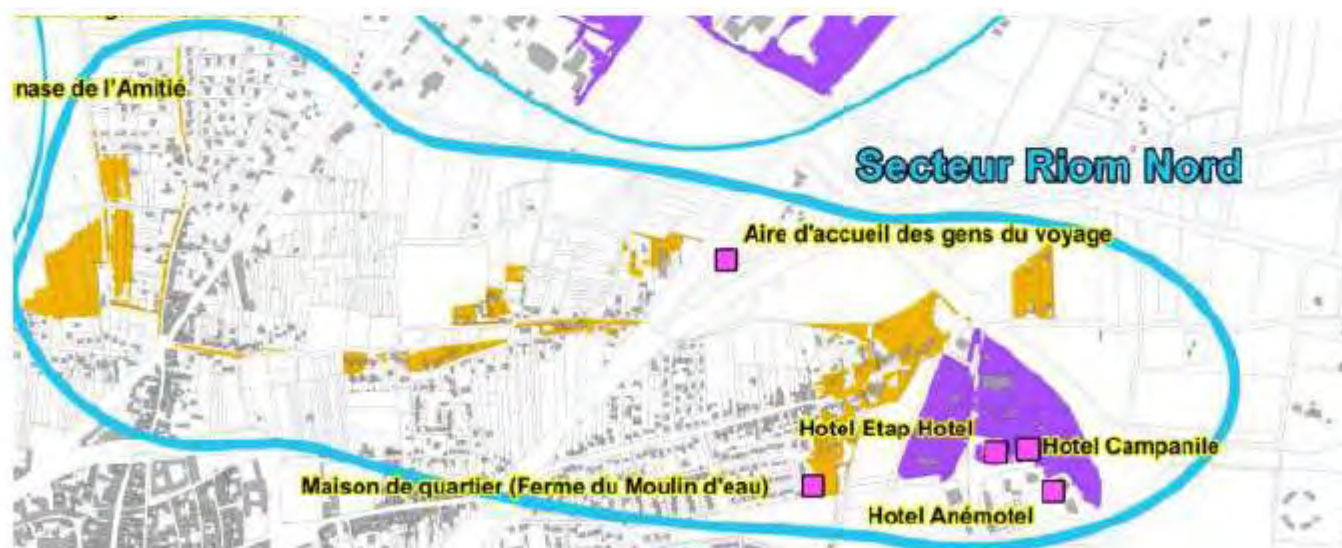 nase de l'Amitié
Secteur Riom Nord
Aire d'accueil des gens du voyage
Hotel Etap Hotel
Hotel Campanile
Maison de quartier (Ferme du Moulin d'eau)
Hotel Anémotel